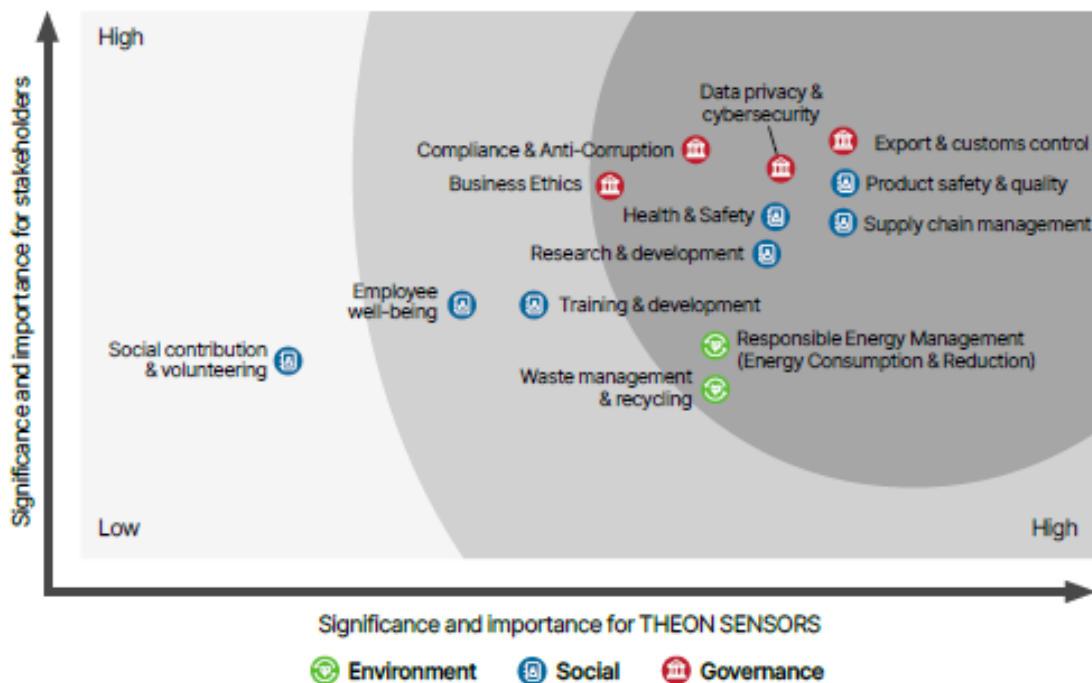 High
Significance and importance for stakeholders
Data privacy &
cybersecurity
Compliance & Anti-Corruption
Export & customs control
Business Ethics
Product safety & quality
Health & Safety
Supply chain management
Research & development
Employee
well-being
Training & development
Social contribution
& volunteering
Responsible Energy Management
(Energy Consumption & Reduction)
Waste management
& recycling
Low
High
Significance and importance for THEON SENSORS
Environment
Social
Governance